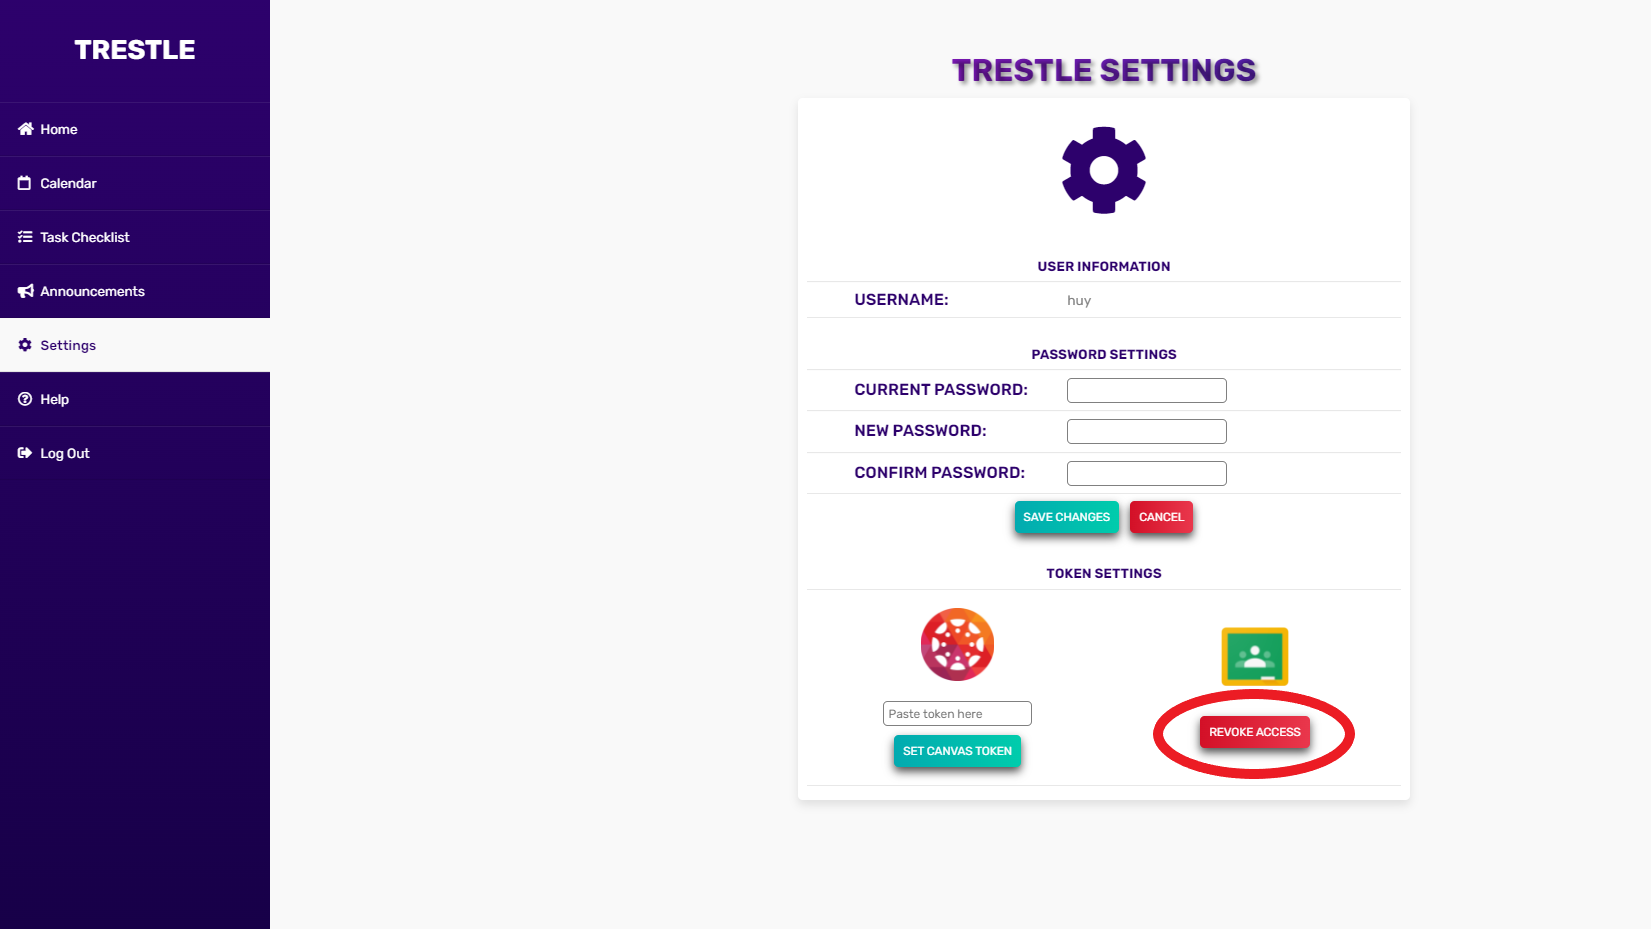 TRESTLE
Home
Calendar
Task Checklist
Announcements
Settings
Help
Log Out
TRESTLE SETTINGS
USER INFORMATION
USERNAME: huy
PASSWORD SETTINGS
CURRENT PASSWORD:
NEW PASSWORD:
CONFIRM PASSWORD:
SAVE CHANGES CANCEL
TOKEN SETTINGS
Paste token here
SET CANVAS TOKEN
REVOKE ACCESS